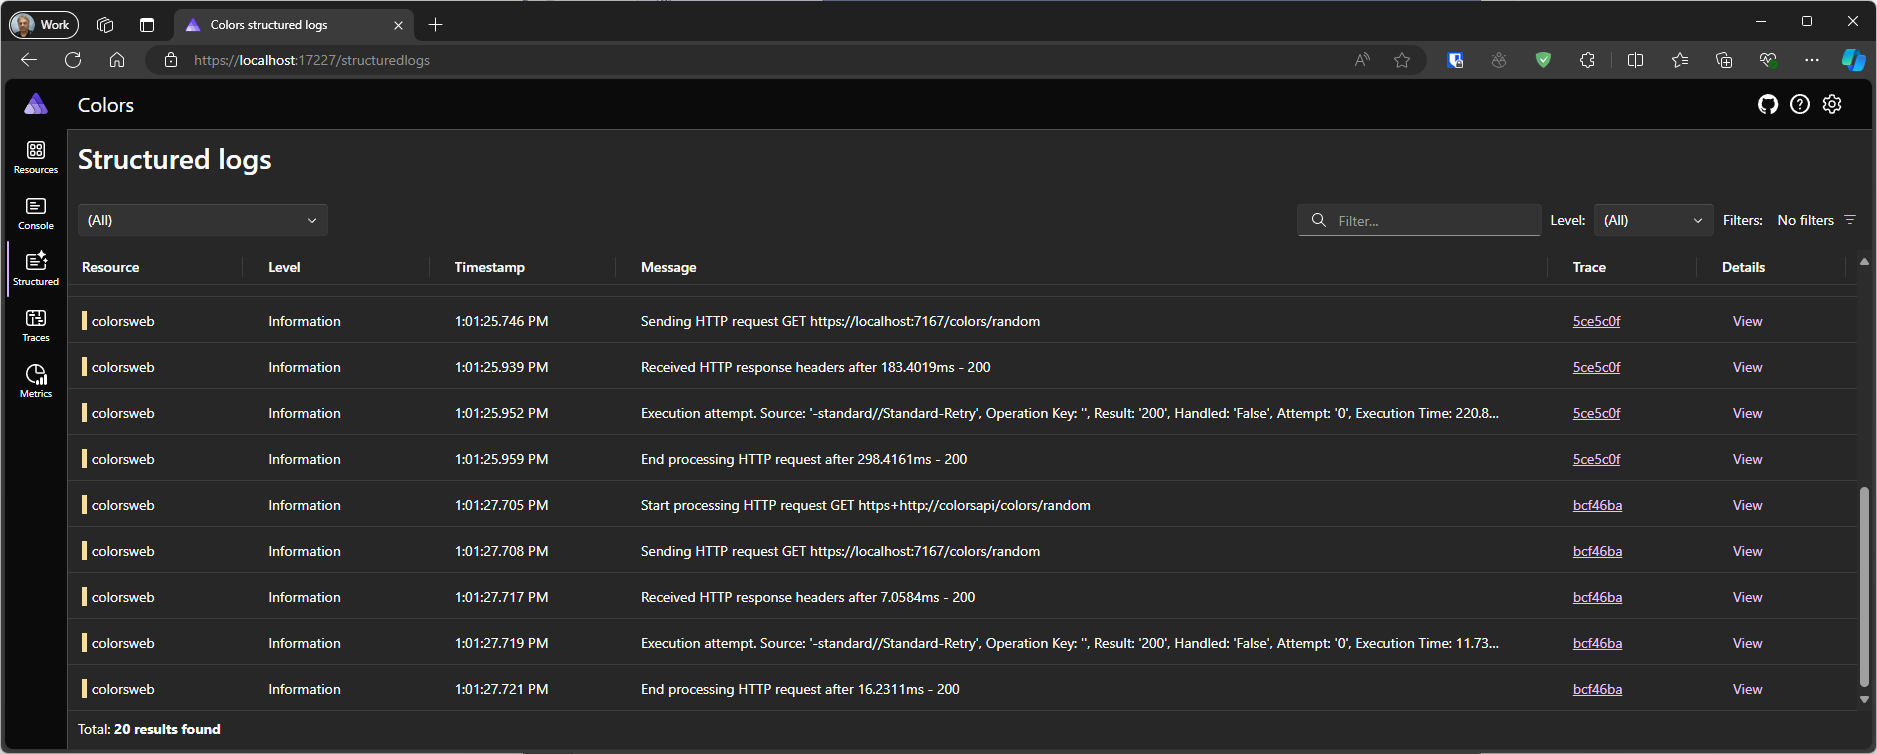 Work
Colors structured logs
https://localhost:17227/structuredlogs
Colors
Resources
Console
Structured
Traces
Metrics
Structured logs
(All)
Filter...
Level: (All)
Filters: No filters
Resource Level Timestamp Message Trace Details
colorsweb Information 1:01:25.746 PM Sending HTTP request GET https://localhost:7167/colors/random 5ce5c0f View
colorsweb Information 1:01:25.939 PM Received HTTP response headers after 183.4019ms - 200 5ce5c0f View
colorsweb Information 1:01:25.952 PM Execution attempt. Source: '-standard//Standard-Retry', Operation Key: '', Result: '200', Handled: 'False', Attempt: '0', Execution Time: 220.8... 5ce5c0f View
colorsweb Information 1:01:25.959 PM End processing HTTP request after 298.4161ms - 200 5ce5c0f View
colorsweb Information 1:01:27.705 PM Start processing HTTP request GET https+http://colorsapi/colors/random bcf46ba View
colorsweb Information 1:01:27.708 PM Sending HTTP request GET https://localhost:7167/colors/random bcf46ba View
colorsweb Information 1:01:27.717 PM Received HTTP response headers after 7.0584ms - 200 bcf46ba View
colorsweb Information 1:01:27.719 PM Execution attempt. Source: '-standard//Standard-Retry', Operation Key: '', Result: '200', Handled: 'False', Attempt: '0', Execution Time: 11.73... bcf46ba View
colorsweb Information 1:01:27.721 PM End processing HTTP request after 16.2311ms - 200 bcf46ba View
Total: 20 results found